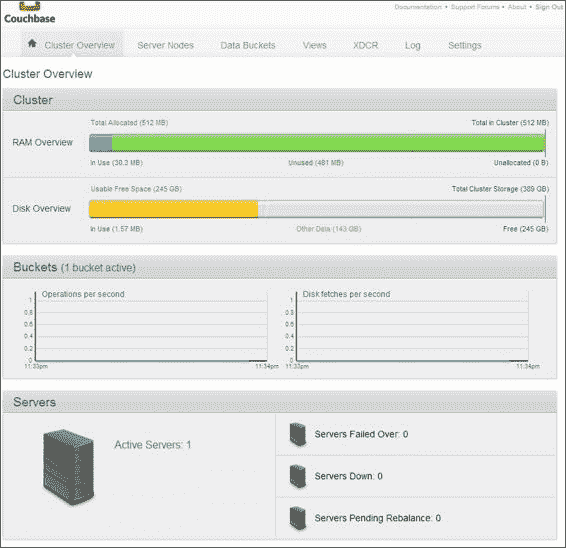 Documentation • Support Forums • About • Sign Out
Couchbase
Cluster Overview Server Nodes Data Buckets Views XDCR Log Settings
Cluster Overview
Cluster
Total Allocated (512 MB) Total in Cluster (512 MB)
RAM Overview
In Use (30.3 MB) Unused (481 MB) Unallocated (0 B)
Usable Free Space (245 GB) Total Cluster Storage (389 GB)
Disk Overview
In Use (1.57 MB) Other Data (143 GB) Free (245 GB)
Buckets (1 bucket active)
Operations per second Disk fetches per second
1 1
0.8 0.8
0.6 0.6
0.4 0.4
0.2 0.2
0 0
11:33pm 11:34pm 11:33pm 11:34pm
Servers
Active Servers: 1
Servers Failed Over: 0
Servers Down: 0
Servers Pending Rebalance: 0